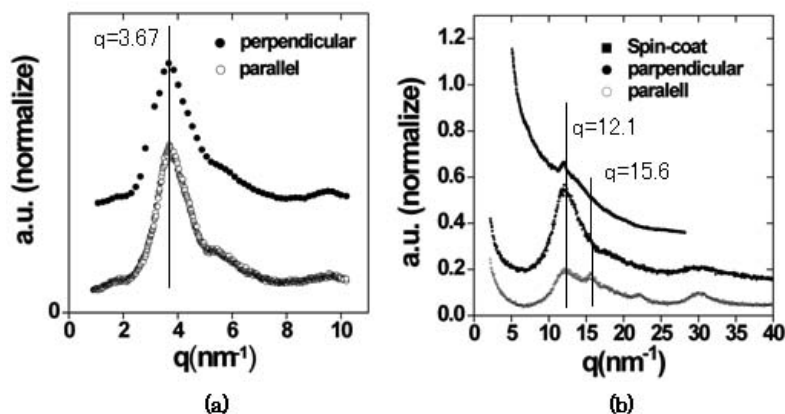 q=3.67
perpendicular
parallel
a.u. (normalize)
0
0 2 4 6 8 10
q(nm-1)
(a)
1.2
1.0
0.8
0.6
0.4
0.2
0.0
Spin-coat
parpendicular
paralell
q=12.1
q=15.6
a.u. (normalize)
0 5 10 15 20 25 30 35 40
q(nm-1)
(b)